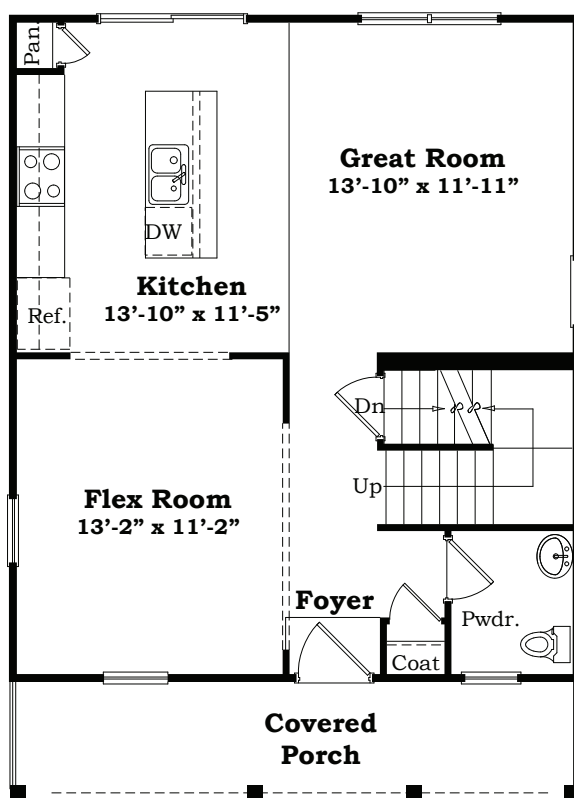 Pan.
Great Room
13'-10" x 11'-11"
DW
Kitchen
13'-10" x 11'-5"
Ref.
Dn
Up
Flex Room
13'-2" x 11'-2"
Foyer
Pwdr.
Coat
Covered
Porch